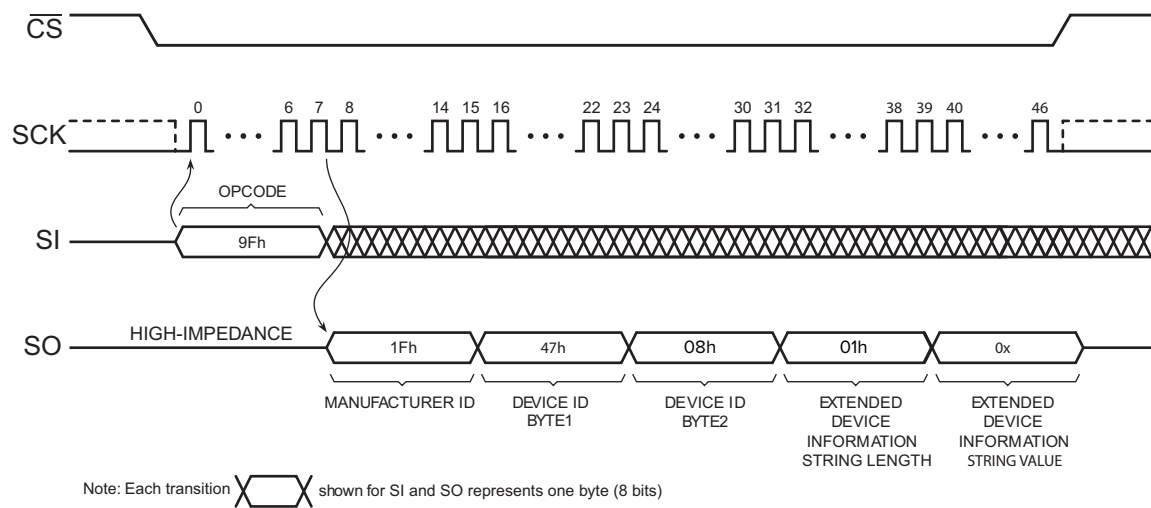 CS
0 6 7 8 14 15 16 22 23 24 30 31 32 38 39 40 46
SCK
OPCODE
SI
9Fh
HIGH-IMPEDANCE
SO
1Fh 47h 08h 01h 0x
MANUFACTURER ID
DEVICE ID
BYTE1
DEVICE ID
BYTE2
EXTENDED
DEVICE
INFORMATION
STRING LENGTH
EXTENDED
DEVICE
INFORMATION
STRING VALUE
Note: Each transition shown for SI and SO represents one byte (8 bits)